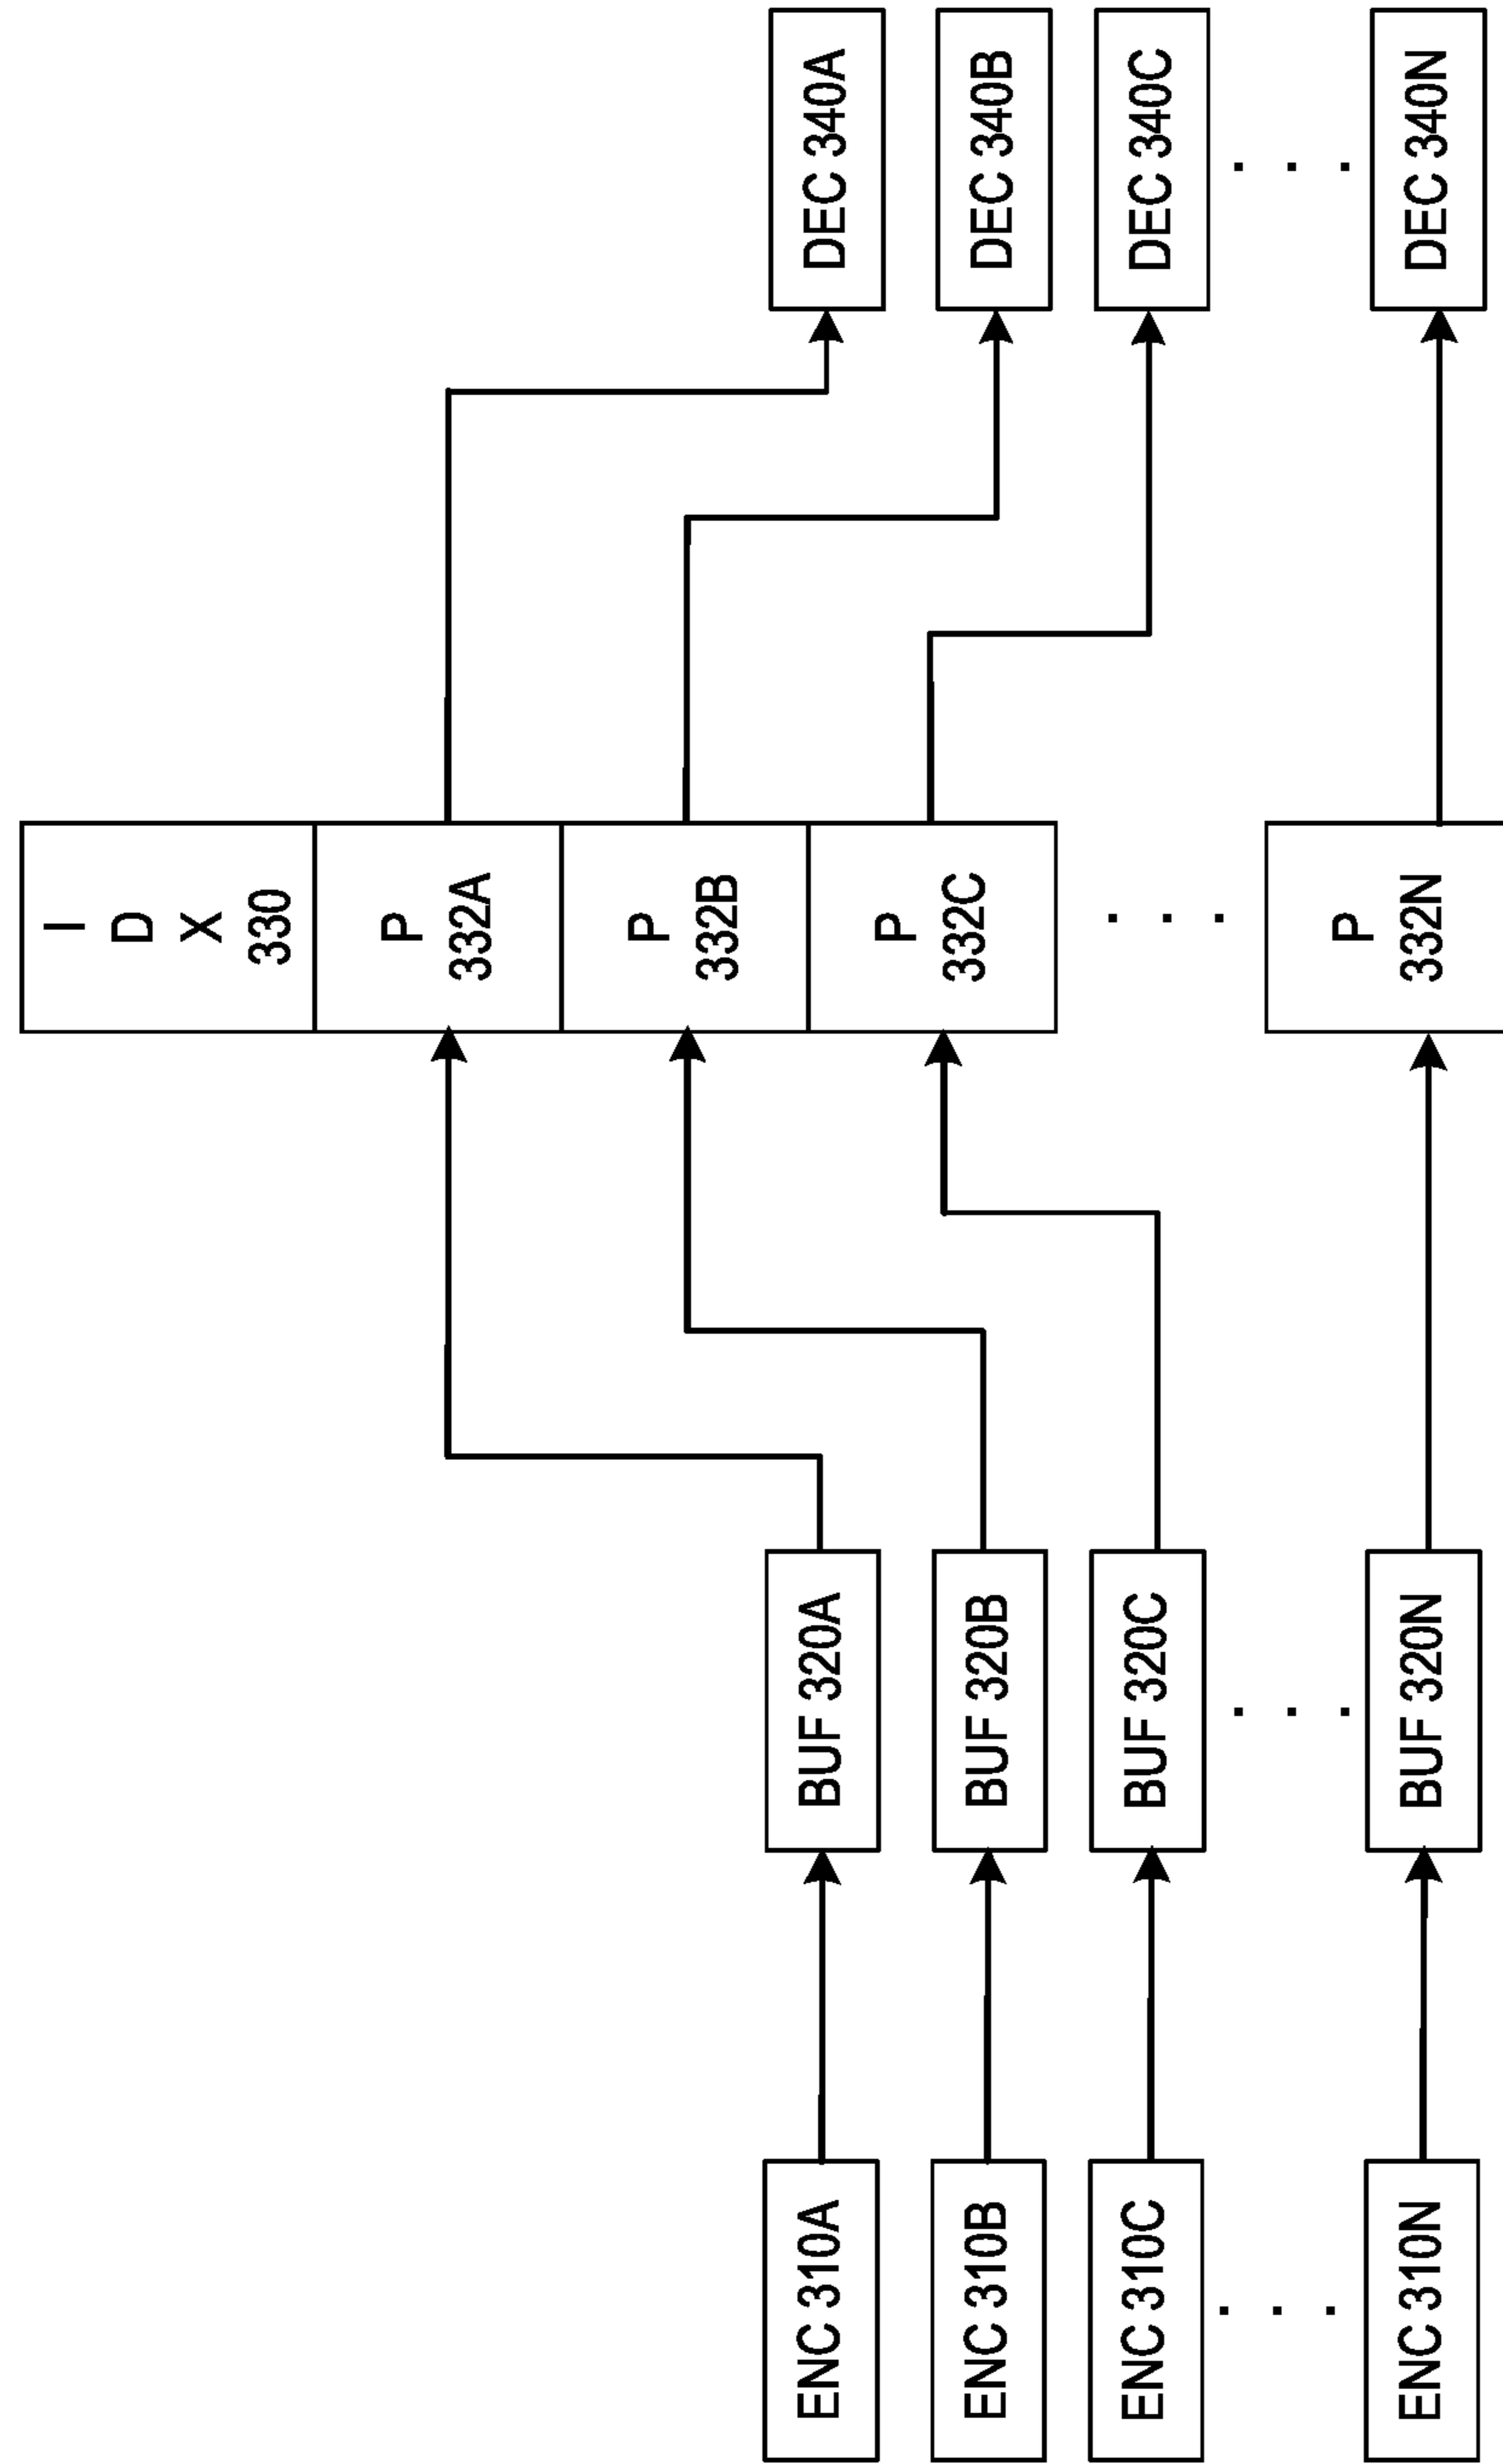 ENC 310A
ENC 310B
ENC 310C
. . .
ENC 310N
BUF 320A
BUF 320B
BUF 320C
. . .
BUF 320N
I
D
X
330
P
332A
P
332B
P
332C
. . .
P
332N
DEC 340A
DEC 340B
DEC 340C
. . .
DEC 340N